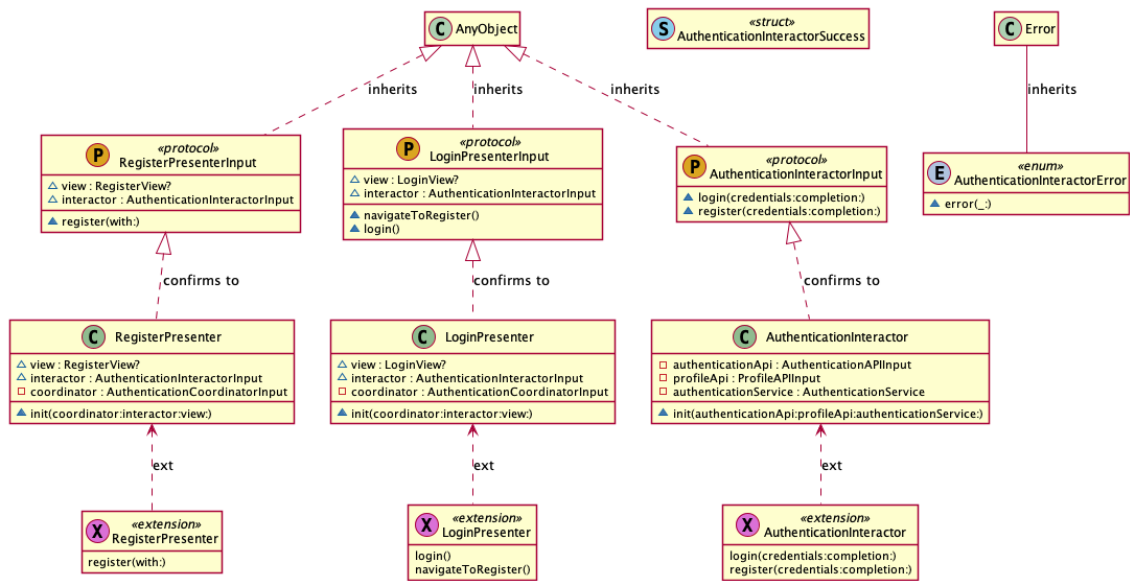 C AnyObject
S «struct»
AuthenticationInteractorSuccess
C Error
inherits
inherits
inherits
inherits
P «protocol»
RegisterPresenterInput
view : RegisterView?
interactor : AuthenticationInteractorInput
register(with:)
P «protocol»
LoginPresenterInput
view : LoginView?
interactor : AuthenticationInteractorInput
navigateToRegister()
login()
P «protocol»
AuthenticationInteractorInput
login(credentials:completion:)
register(credentials:completion:)
E «enum»
AuthenticationInteractorError
error(_:)
confirms to
confirms to
confirms to
C RegisterPresenter
view : RegisterView?
interactor : AuthenticationInteractorInput
coordinator : AuthenticationCoordinatorInput
init(coordinator:interactor:view:)
C LoginPresenter
view : LoginView?
interactor : AuthenticationInteractorInput
coordinator : AuthenticationCoordinatorInput
init(coordinator:interactor:view:)
C AuthenticationInteractor
authenticationApi : AuthenticationAPIInput
profileApi : ProfileAPIInput
authenticationService : AuthenticationService
init(authenticationApi:profileApi:authenticationService:)
ext
ext
ext
X «extension»
RegisterPresenter
register(with:)
X «extension»
LoginPresenter
login()
navigateToRegister()
X «extension»
AuthenticationInteractor
login(credentials:completion:)
register(credentials:completion:)